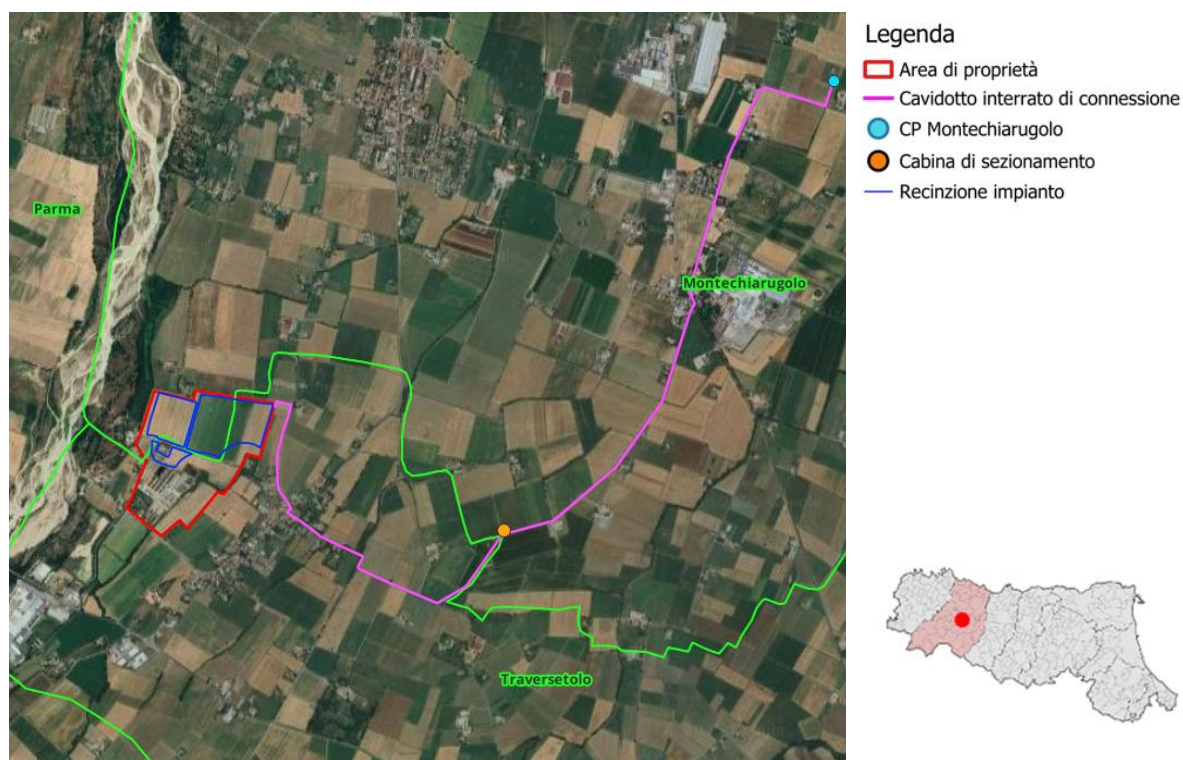 Legenda
Area di proprietà
Cavidotto interrato di connessione
CP Montechiarugolo
Cabina di sezionamento
Recinzione impianto
Parma
Montechiarugolo
Traversetolo